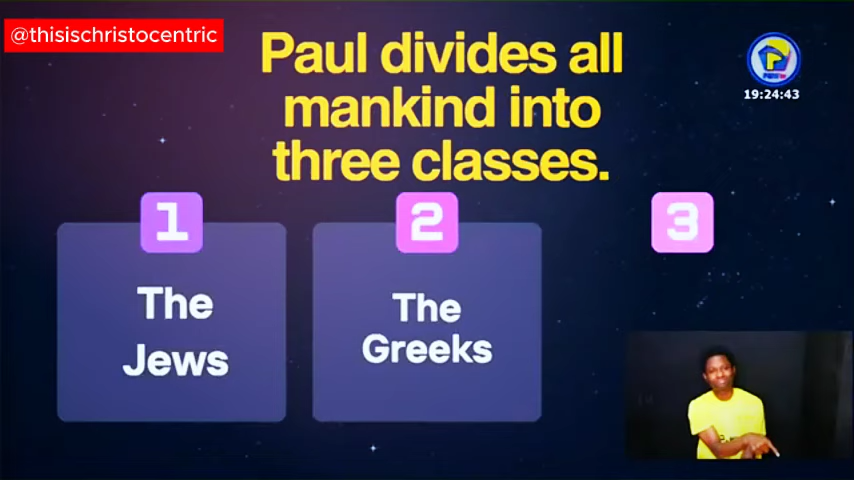 @thisischristocentric
Paul divides all
mankind into
three classes.
19:24:43
1
2
3
The
Jews
The
Greeks